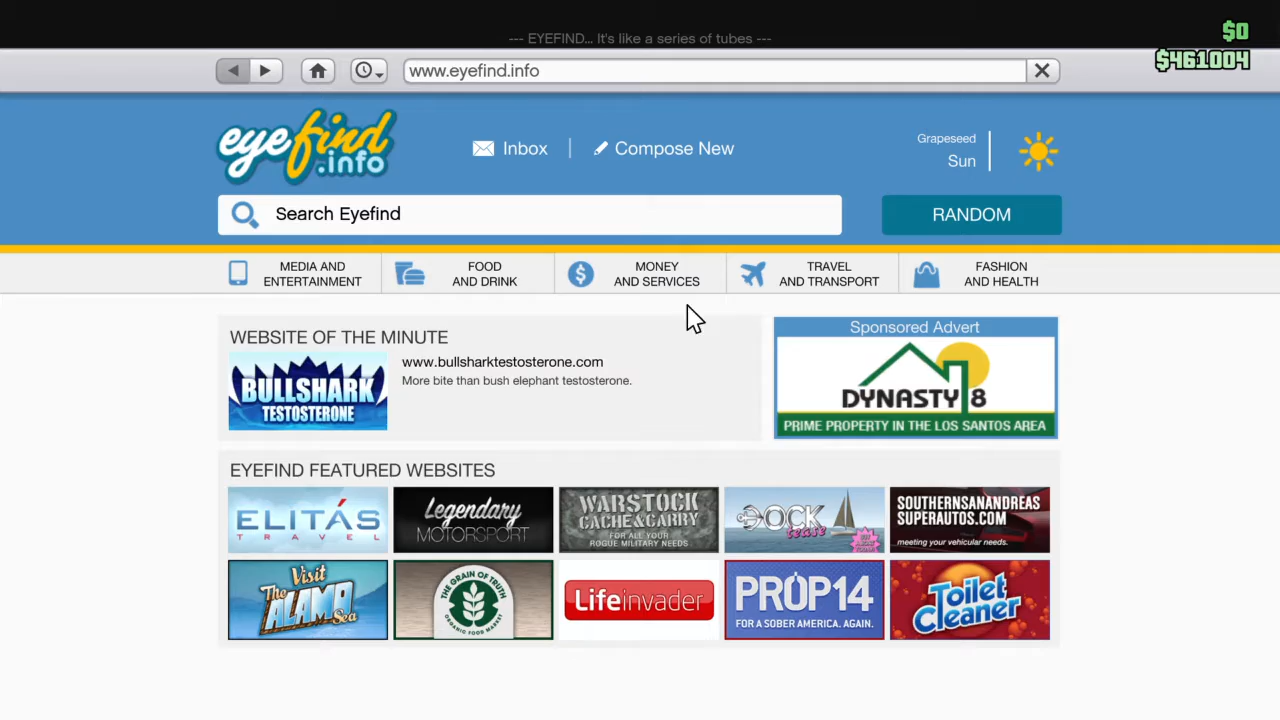 --- EYEFIND... It's like a series of tubes ---
$0
$461004
www.eyefind.info
eyefind
.info
Inbox
Compose New
Grapeseed
Sun
Search Eyefind
RANDOM
MEDIA AND
ENTERTAINMENT
FOOD
AND DRINK
MONEY
AND SERVICES
TRAVEL
AND TRANSPORT
FASHION
AND HEALTH
WEBSITE OF THE MINUTE
BULLSHARK
TESTOSTERONE
www.bullsharktestosterone.com
More bite than bush elephant testosterone.
Sponsored Advert
DYNASTY 8
PRIME PROPERTY IN THE LOS SANTOS AREA
EYEFIND FEATURED WEBSITES
ELITÁS
TRAVEL
Legendary
MOTORSPORT
WARSTOCK
CACHE & CARRY
FOR ALL YOUR
ROGUE MILITARY NEEDS
DOCK
tease
SOUTHERNSANANDREAS
SUPERAUTOS.COM
meeting your vehicular needs.
Visit
The
ALAMO
Sea
THE GRAIN OF TRUTH
ORGANIC FOOD MARKET
Lifeinvader
PROP14
FOR A SOBER AMERICA. AGAIN.
Toilet
Cleaner